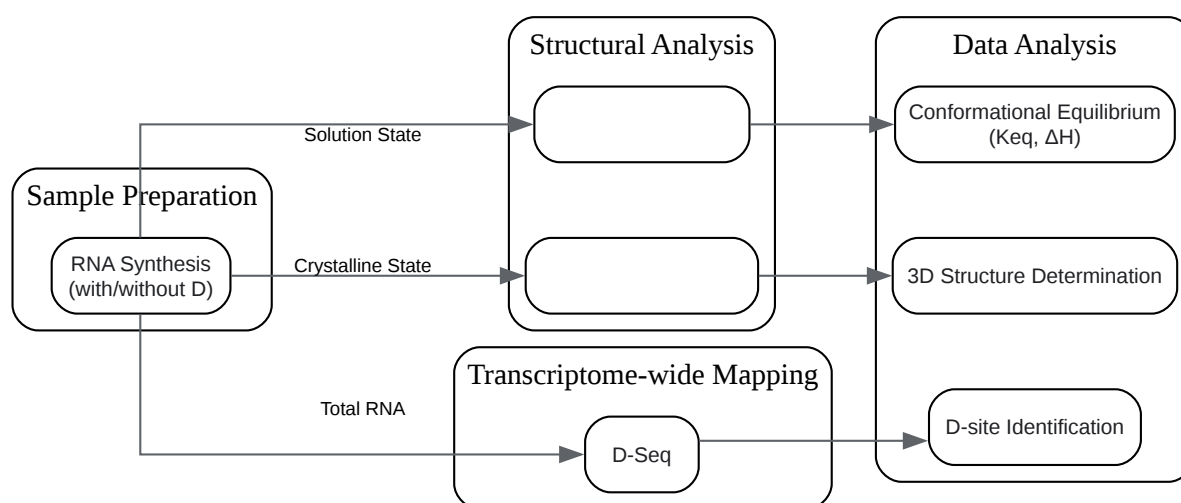 Structural Analysis
Data Analysis
Conformational Equilibrium
(Keq, ΔH)
Solution State
Sample Preparation
RNA Synthesis
(with/without D)
Crystalline State
3D Structure Determination
Transcriptome-wide Mapping
Total RNA
D-Seq
D-site Identification